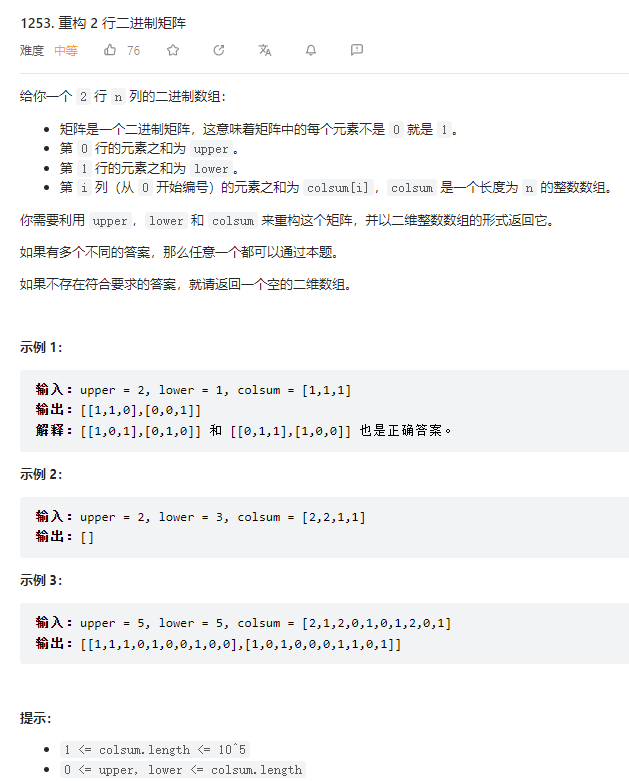 1253. 重构 2 行二进制矩阵
难度 中等 76
给你一个 2 行 n 列的二进制数组：
• 矩阵是一个二进制矩阵，这意味着矩阵中的每个元素不是 0 就是 1。
• 第 0 行的元素之和为 upper。
• 第 1 行的元素之和为 lower。
• 第 i 列（从 0 开始编号）的元素之和为 colsum[i]，colsum 是一个长度为 n 的整数数组。
你需要利用 upper，lower 和 colsum 来重构这个矩阵，并以二维整数数组的形式返回它。
如果有多个不同的答案，那么任意一个都可以通过本题。
如果不存在符合要求的答案，就请返回一个空的二维数组。
示例 1：
输入：upper = 2, lower = 1, colsum = [1,1,1]
输出：[[1,1,0],[0,0,1]]
解释：[[1,0,1],[0,1,0]] 和 [[0,1,1],[1,0,0]] 也是正确答案。
示例 2：
输入：upper = 2, lower = 3, colsum = [2,2,1,1]
输出：[]
示例 3：
输入：upper = 5, lower = 5, colsum = [2,1,2,0,1,0,1,2,0,1]
输出：[[1,1,1,0,1,0,0,1,0,0],[1,0,1,0,0,0,1,1,0,1]]
提示：
• 1 <= colsum.length <= 10^5
• 0 <= upper, lower <= colsum.length